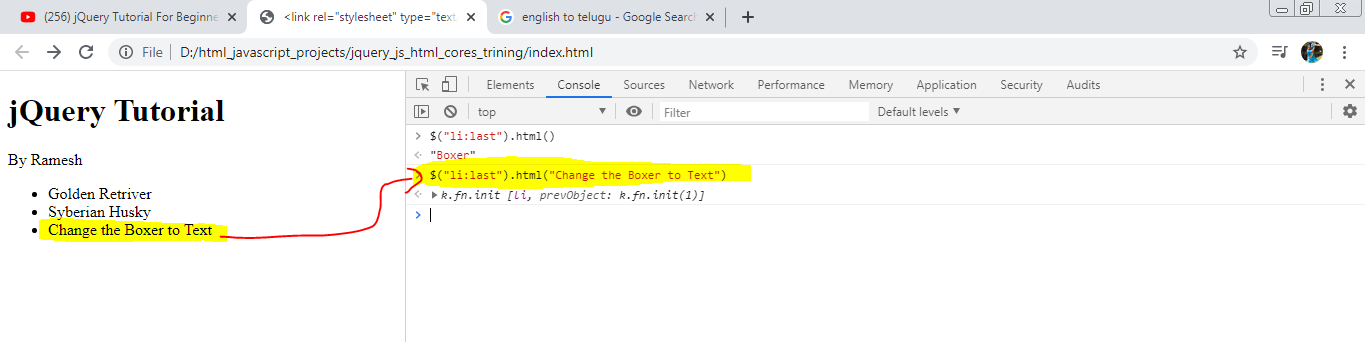 (256) jQuery Tutorial For Beginne
<link rel="stylesheet" type="text
english to telugu - Google Searc
File D:/html_javascript_projects/jquery_js_html_cores_trining/index.html
jQuery Tutorial
By Ramesh
Golden Retriver
Syberian Husky
Change the Boxer to Text
Elements Console Sources Network Performance Memory Application Security Audits
top Filter Default levels ▼
> $("li:last").html()
<· "Boxer"
> $("li:last").html("Change the Boxer to Text")
<· ▶ k.fn.init [li, prevObject: k.fn.init(1)]
>